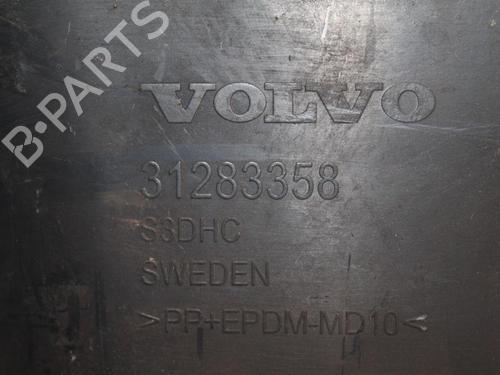 B-PARTS
VOLVO
31283358
S3DHC
SWEDEN
>PP+EPDM-MD10<